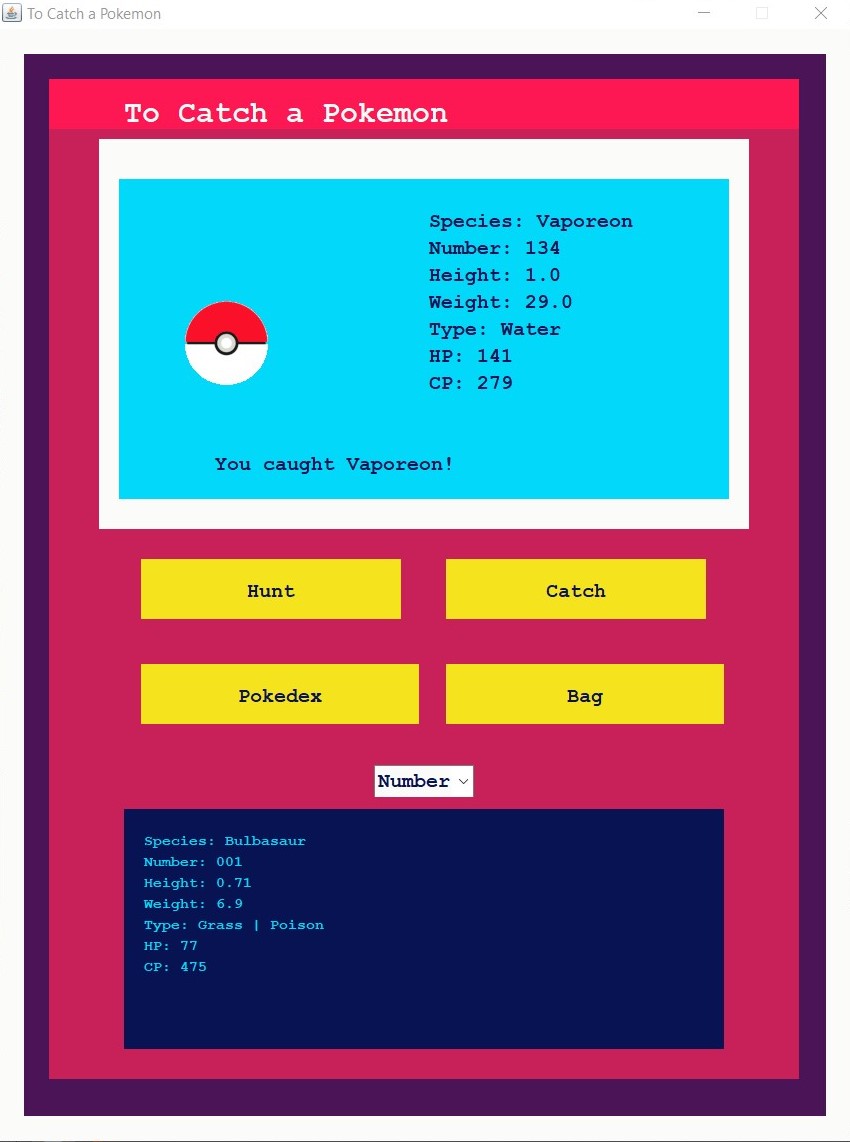 To Catch a Pokemon
To Catch a Pokemon
Species: Vaporeon
Number: 134
Height: 1.0
Weight: 29.0
Type: Water
HP: 141
CP: 279
You caught Vaporeon!
Hunt
Catch
Pokedex
Bag
Number
Species: Bulbasaur
Number: 001
Height: 0.71
Weight: 6.9
Type: Grass | Poison
HP: 77
CP: 475